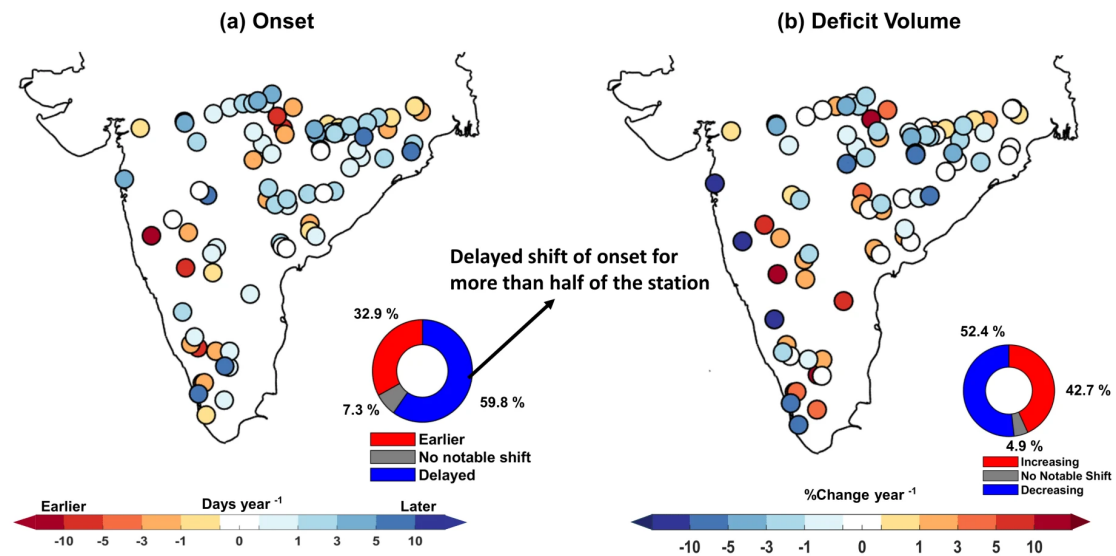 (a) Onset
(b) Deficit Volume
Delayed shift of onset for
more than half of the station
32.9 %
7.3 %
59.8 %
Earlier
No notable shift
Delayed
52.4 %
42.7 %
4.9 %
Increasing
No Notable Shift
Decreasing
Earlier
Days year -1
Later
-10 -5 -3 -1 0 1 3 5 10
%Change year -1
-10 -5 -3 -1 0 1 3 5 10